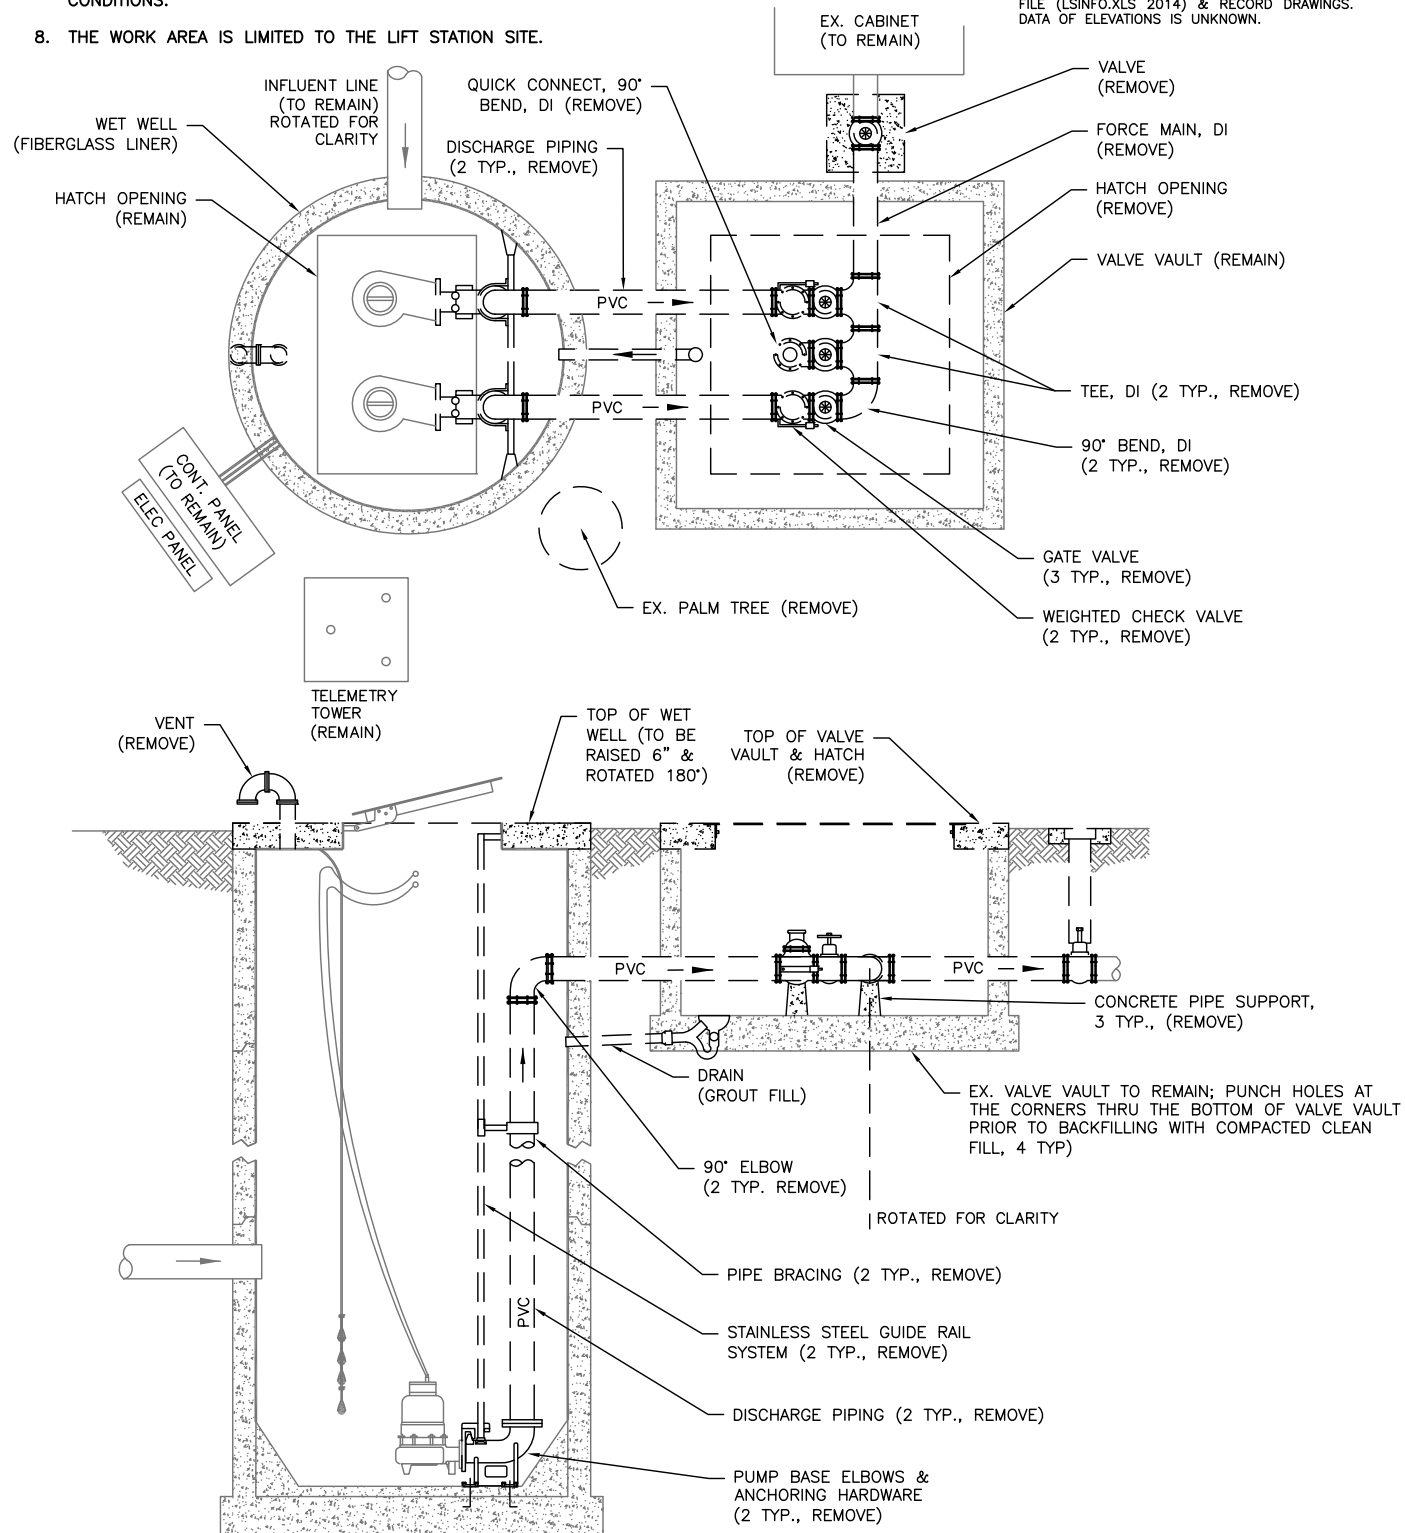 CONDITIONS.
8. THE WORK AREA IS LIMITED TO THE LIFT STATION SITE.
FILE (LSINFO.XLS 2014) & RECORD DRAWINGS.
DATA OF ELEVATIONS IS UNKNOWN.
EX. CABINET
(TO REMAIN)
INFLUENT LINE
(TO REMAIN)
ROTATED FOR
CLARITY
QUICK CONNECT, 90°
BEND, DI (REMOVE)
VALVE
(REMOVE)
WET WELL
(FIBERGLASS LINER)
DISCHARGE PIPING
(2 TYP., REMOVE)
FORCE MAIN, DI
(REMOVE)
HATCH OPENING
(REMAIN)
HATCH OPENING
(REMOVE)
VALVE VAULT (REMAIN)
PVC
PVC
TEE, DI (2 TYP., REMOVE)
90° BEND, DI
(2 TYP., REMOVE)
CONT. PANEL
(TO REMAIN)
ELEC PANEL
GATE VALVE
(3 TYP., REMOVE)
EX. PALM TREE (REMOVE)
WEIGHTED CHECK VALVE
(2 TYP., REMOVE)
TELEMETRY
TOWER
(REMAIN)
VENT
(REMOVE)
TOP OF WET
WELL (TO BE
RAISED 6" &
ROTATED 180°)
TOP OF VALVE
VAULT & HATCH
(REMOVE)
PVC
PVC
CONCRETE PIPE SUPPORT,
3 TYP., (REMOVE)
DRAIN
(GROUT FILL)
EX. VALVE VAULT TO REMAIN; PUNCH HOLES AT
THE CORNERS THRU THE BOTTOM OF VALVE VAULT
PRIOR TO BACKFILLING WITH COMPACTED CLEAN
FILL, 4 TYP)
90° ELBOW
(2 TYP. REMOVE)
ROTATED FOR CLARITY
PIPE BRACING (2 TYP., REMOVE)
PVC
STAINLESS STEEL GUIDE RAIL
SYSTEM (2 TYP., REMOVE)
DISCHARGE PIPING (2 TYP., REMOVE)
PUMP BASE ELBOWS &
ANCHORING HARDWARE
(2 TYP., REMOVE)